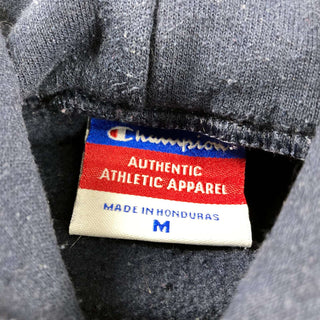 Champion
AUTHENTIC
ATHLETIC APPAREL
MADE IN HONDURAS
M